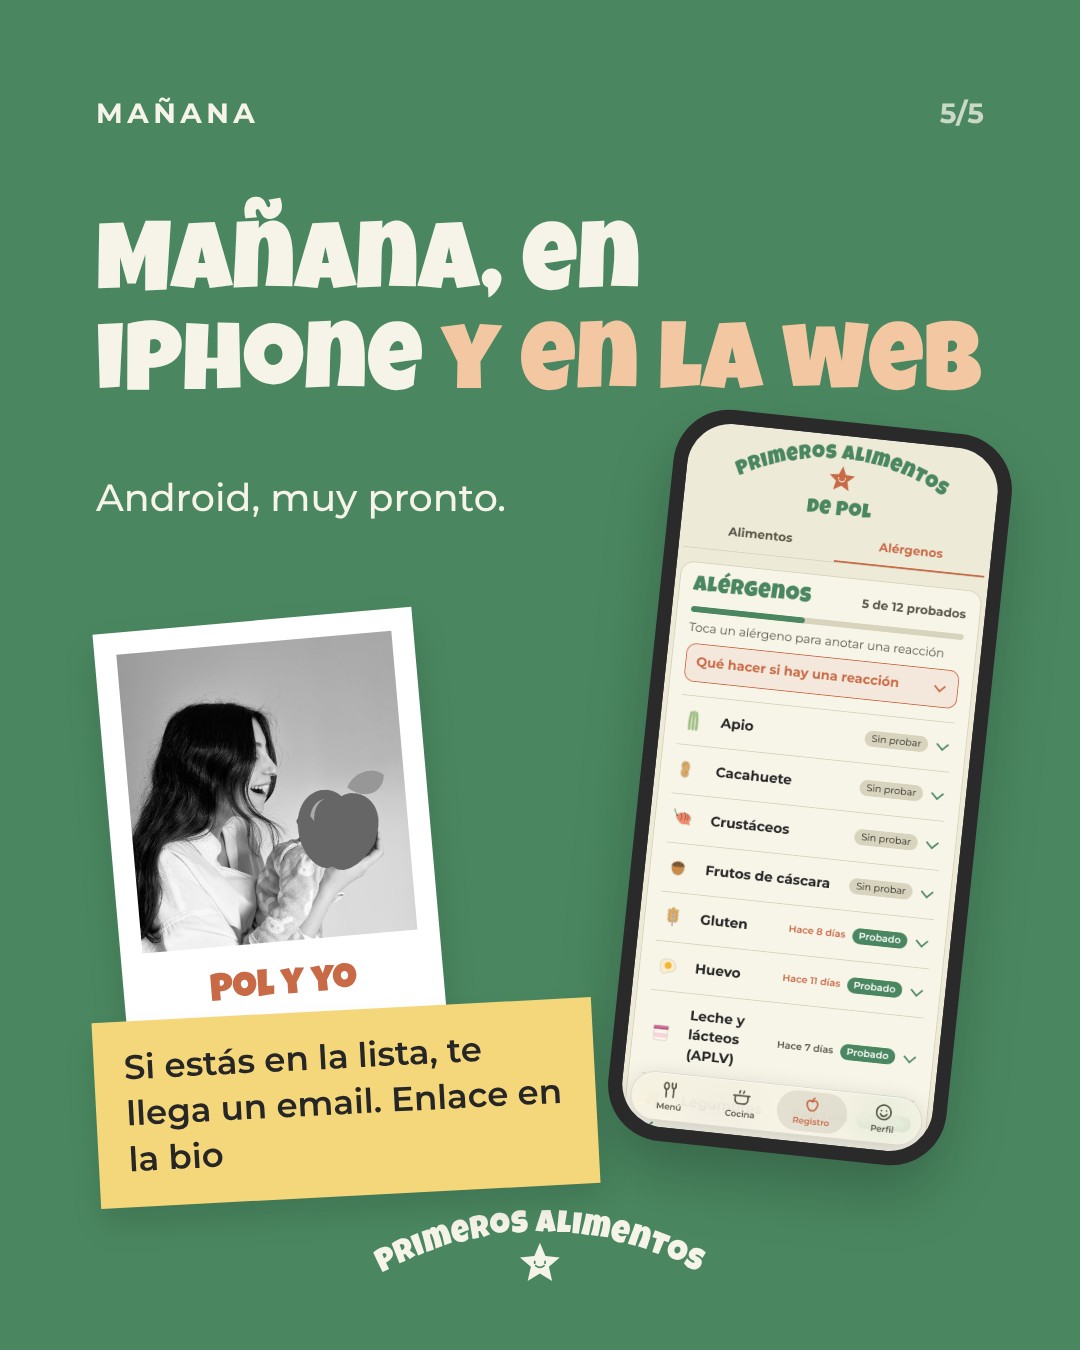 MAÑANA
5/5
MAÑANA, en
IPHONE Y en LA WEB
Android, muy pronto.
PRIMEROS ALIMENTOS
DE POL
Alimentos
Alérgenos
ALÉRGENOS
5 de 12 probados
Toca un alérgeno para anotar una reacción
Qué hacer si hay una reacción
Apio
Sin probar
Cacahuete
Sin probar
Crustáceos
Sin probar
Frutos de cáscara
Sin probar
Gluten
Hace 8 días
Probado
Huevo
Hace 11 días
Probado
Leche y
lácteos
(APLV)
Hace 7 días
Probado
Menú
Cocina
Registro
Perfil
POL Y YO
Si estás en la lista, te
llega un email. Enlace en
la bio
PRIMEROS ALIMENTOS